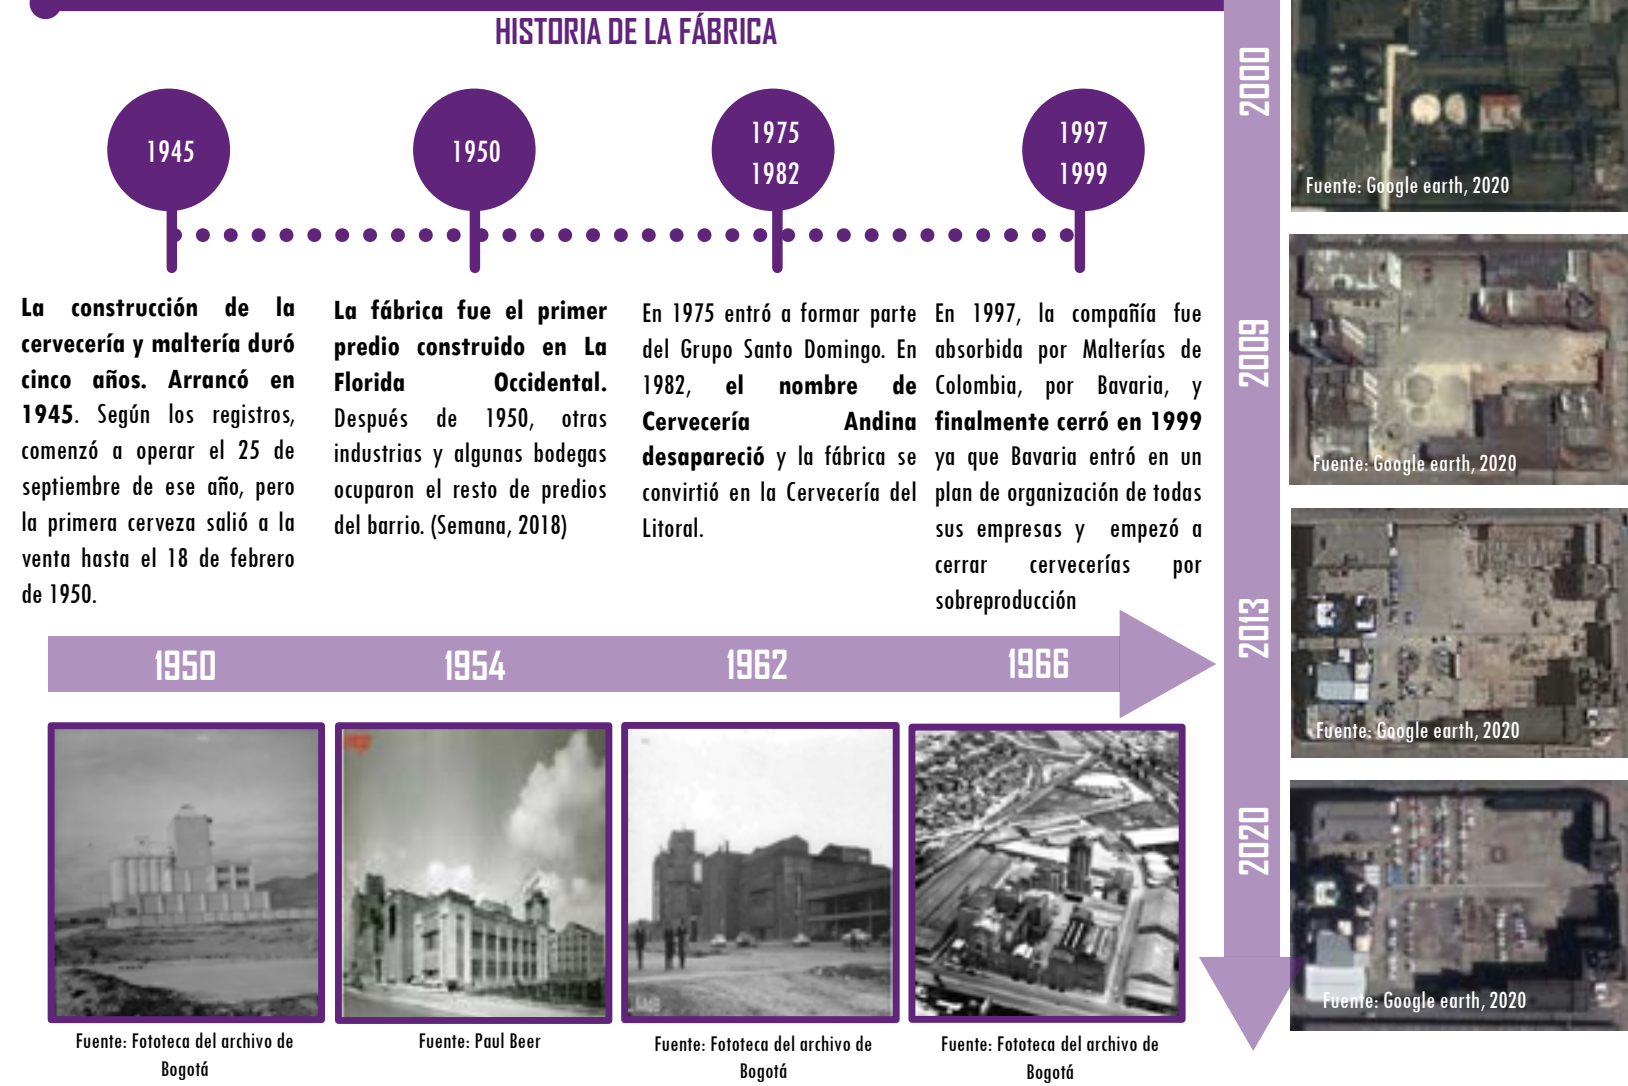 HISTORIA DE LA FÁBRICA
1945
1950
1975
1982
1997
1999
La construcción de la
cervecería y maltería duró
cinco años. Arrancó en
1945. Según los registros,
comenzó a operar el 25 de
septiembre de ese año, pero
la primera cerveza salió a la
venta hasta el 18 de febrero
de 1950.
La fábrica fue el primer
predio construido en La
Florida Occidental.
Después de 1950, otras
industrias y algunas bodegas
ocuparon el resto de predios
del barrio. (Semana, 2018)
En 1975 entró a formar parte
del Grupo Santo Domingo. En
1982, el nombre de
Cervecería Andina
desapareció y la fábrica se
convirtió en la Cervecería del
Litoral.
En 1997, la compañía fue
absorbida por Malterías de
Colombia, por Bavaria, y
finalmente cerró en 1999
ya que Bavaria entró en un
plan de organización de todas
sus empresas y empezó a
cerrar cervecerías por
sobreproducción
1950
1954
1962
1966
Fuente: Fototeca del archivo de
Bogotá
Fuente: Paul Beer
Fuente: Fototeca del archivo de
Bogotá
Fuente: Fototeca del archivo de
Bogotá
2000
Fuente: Google earth, 2020
2009
Fuente: Google earth, 2020
2013
Fuente: Google earth, 2020
2020
Fuente: Google earth, 2020